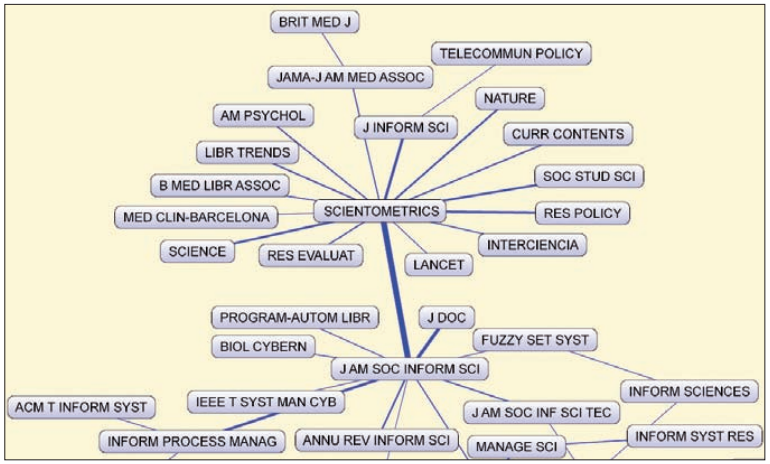 BRIT MED J
TELECOMMUN POLICY
JAMA-J AM MED ASSOC
NATURE
AM PSYCHOL
J INFORM SCI
CURR CONTENTS
LIBR TRENDS
SOC STUD SCI
B MED LIBR ASSOC
SCIENTOMETRICS
RES POLICY
MED CLIN-BARCELONA
INTERCIENCIA
SCIENCE
RES EVALUAT
LANCET
PROGRAM-AUTOM LIBR
J DOC
FUZZY SET SYST
BIOL CYBERN
J AM SOC INFORM SCI
INFORM SCIENCES
IEEE T SYST MAN CYB
ACM T INFORM SYST
J AM SOC INF SCI TEC
INFORM PROCESS MANAG
ANNU REV INFORM SCI
MANAGE SCI
INFORM SYST RES